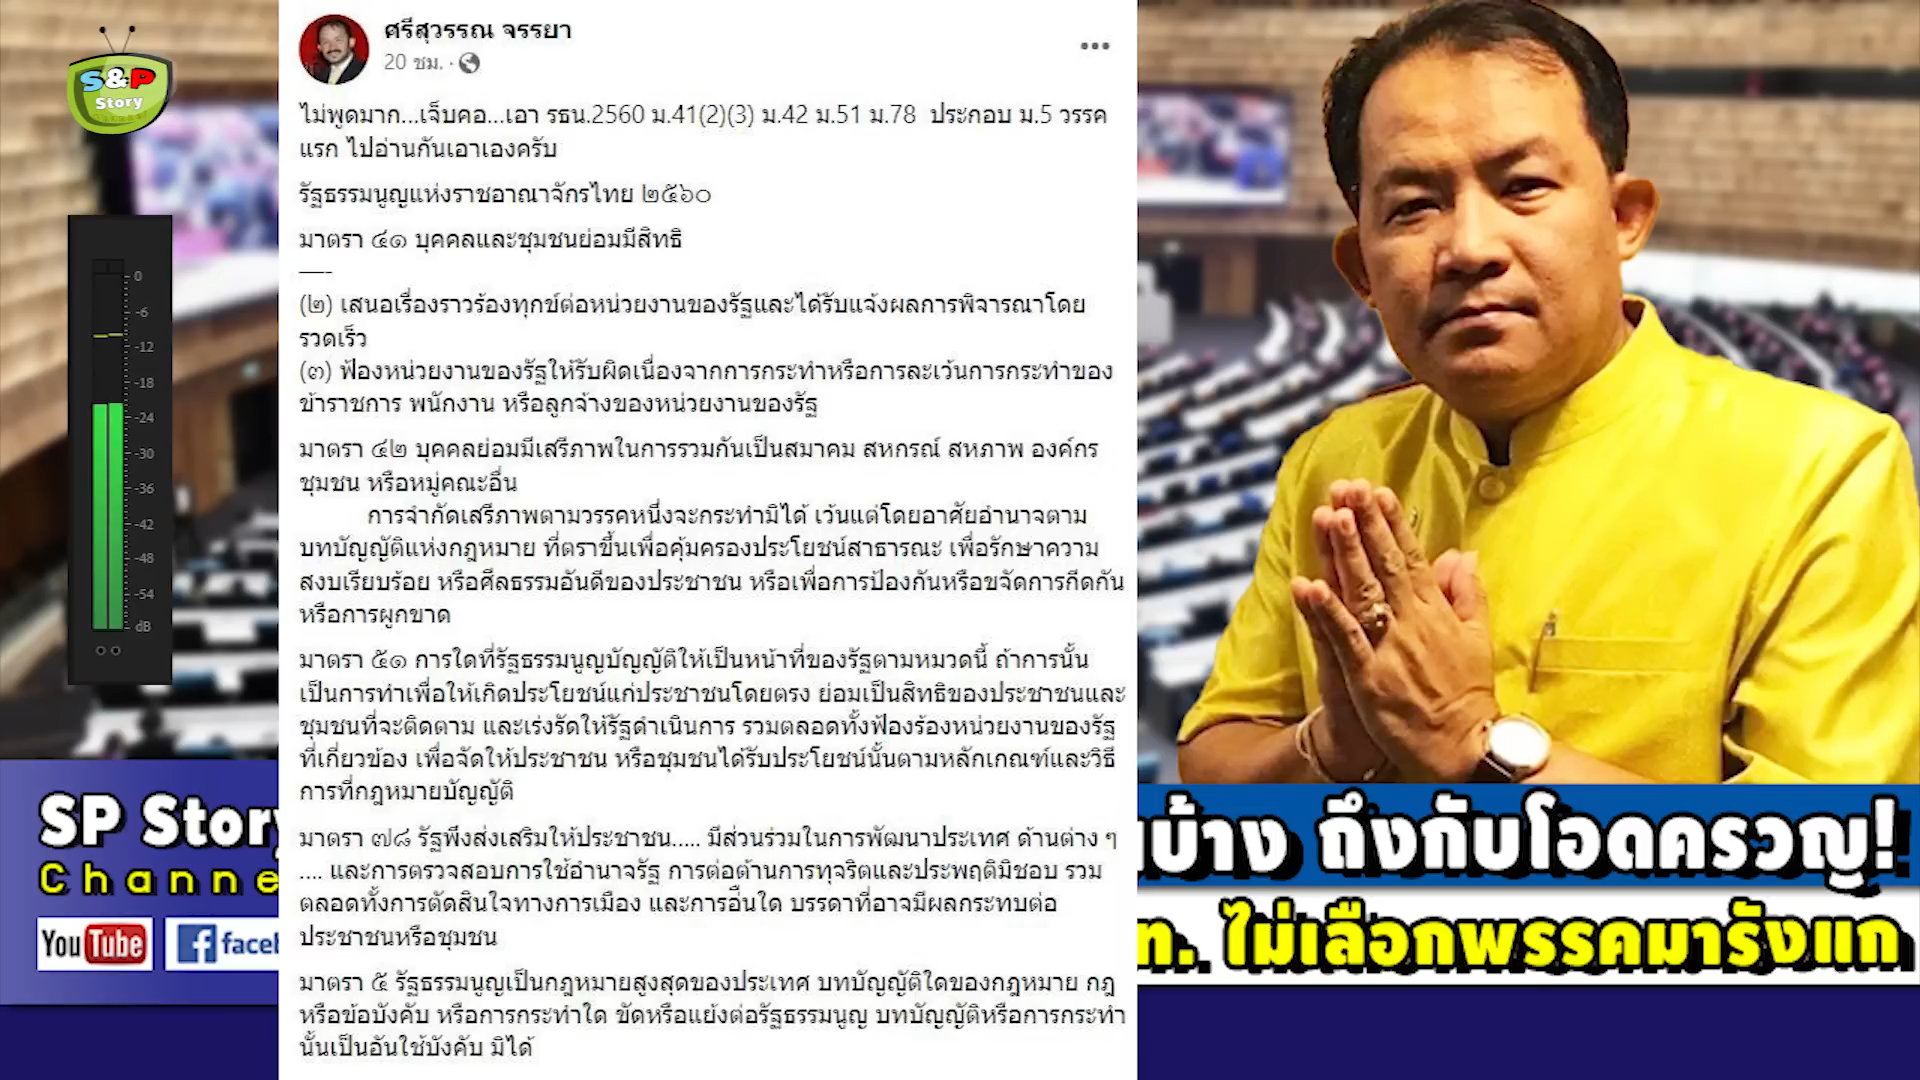 S&P
Story
ศรีสุวรรณ จรรยา
20 ชม.
ไม่พูดมาก...เจ็บคอ...เอา รธน.2560 ม.41(2)(3) ม.42 ม.51 ม.78 ประกอบ ม.5 วรรค
แรก ไปอ่านกันเอาเองครับ
รัฐธรรมนูญแห่งราชอาณาจักรไทย ๒๕๖๐
มาตรา ๔๑ บุคคลและชุมชนย่อมมีสิทธิ
—-
(๒) เสนอเรื่องราวร้องทุกข์ต่อหน่วยงานของรัฐและได้รับแจ้งผลการพิจารณาโดย
รวดเร็ว
(๓) ฟ้องหน่วยงานของรัฐให้รับผิดเนื่องจากการกระทำหรือการละเว้นการกระทำของ
ข้าราชการ พนักงาน หรือลูกจ้างของหน่วยงานของรัฐ
มาตรา ๔๒ บุคคลย่อมมีเสรีภาพในการรวมกันเป็นสมาคม สหกรณ์ สหภาพ องค์กร
ชุมชน หรือหมู่คณะอื่น
การจำกัดเสรีภาพตามวรรคหนึ่งจะกระทำมิได้ เว้นแต่โดยอาศัยอำนาจตาม
บทบัญญัติแห่งกฎหมาย ที่ตราขึ้นเพื่อคุ้มครองประโยชน์สาธารณะ เพื่อรักษาความ
สงบเรียบร้อย หรือศีลธรรมอันดีของประชาชน หรือเพื่อการป้องกันหรือขจัดการกีดกัน
หรือการผูกขาด
มาตรา ๕๑ การใดที่รัฐธรรมนูญบัญญัติให้เป็นหน้าที่ของรัฐตามหมวดนี้ ถ้าการนั้น
เป็นการทำเพื่อให้เกิดประโยชน์แก่ประชาชนโดยตรง ย่อมเป็นสิทธิของประชาชนและ
ชุมชนที่จะติดตาม และเร่งรัดให้รัฐดำเนินการ รวมตลอดทั้งฟ้องร้องหน่วยงานของรัฐ
ที่เกี่ยวข้อง เพื่อจัดให้ประชาชน หรือชุมชนได้รับประโยชน์นั้นตามหลักเกณฑ์และวิธี
การที่กฎหมายบัญญัติ
มาตรา ๗๘ รัฐพึงส่งเสริมให้ประชาชน..... มีส่วนร่วมในการพัฒนาประเทศ ด้านต่าง ๆ
.... และการตรวจสอบการใช้อำนาจรัฐ การต่อต้านการทุจริตและประพฤติมิชอบ รวม
ตลอดทั้งการตัดสินใจทางการเมือง และการอื่นใด บรรดาที่อาจมีผลกระทบต่อ
ประชาชนหรือชุมชน
มาตรา ๕ รัฐธรรมนูญเป็นกฎหมายสูงสุดของประเทศ บทบัญญัติใดของกฎหมาย กฎ
หรือข้อบังคับ หรือการกระทำใด ขัดหรือแย้งต่อรัฐธรรมนูญ บทบัญญัติหรือการกระทำ
นั้นเป็นอันใช้บังคับ มิได้
0
-6
-12
-18
-24
-30
-36
-42
-48
-54
dB
SP Story
Channe
YouTube
faceb
บ้าง ถึงกับโอดครวญ!
ท. ไม่เลือกพรรคมารังแก